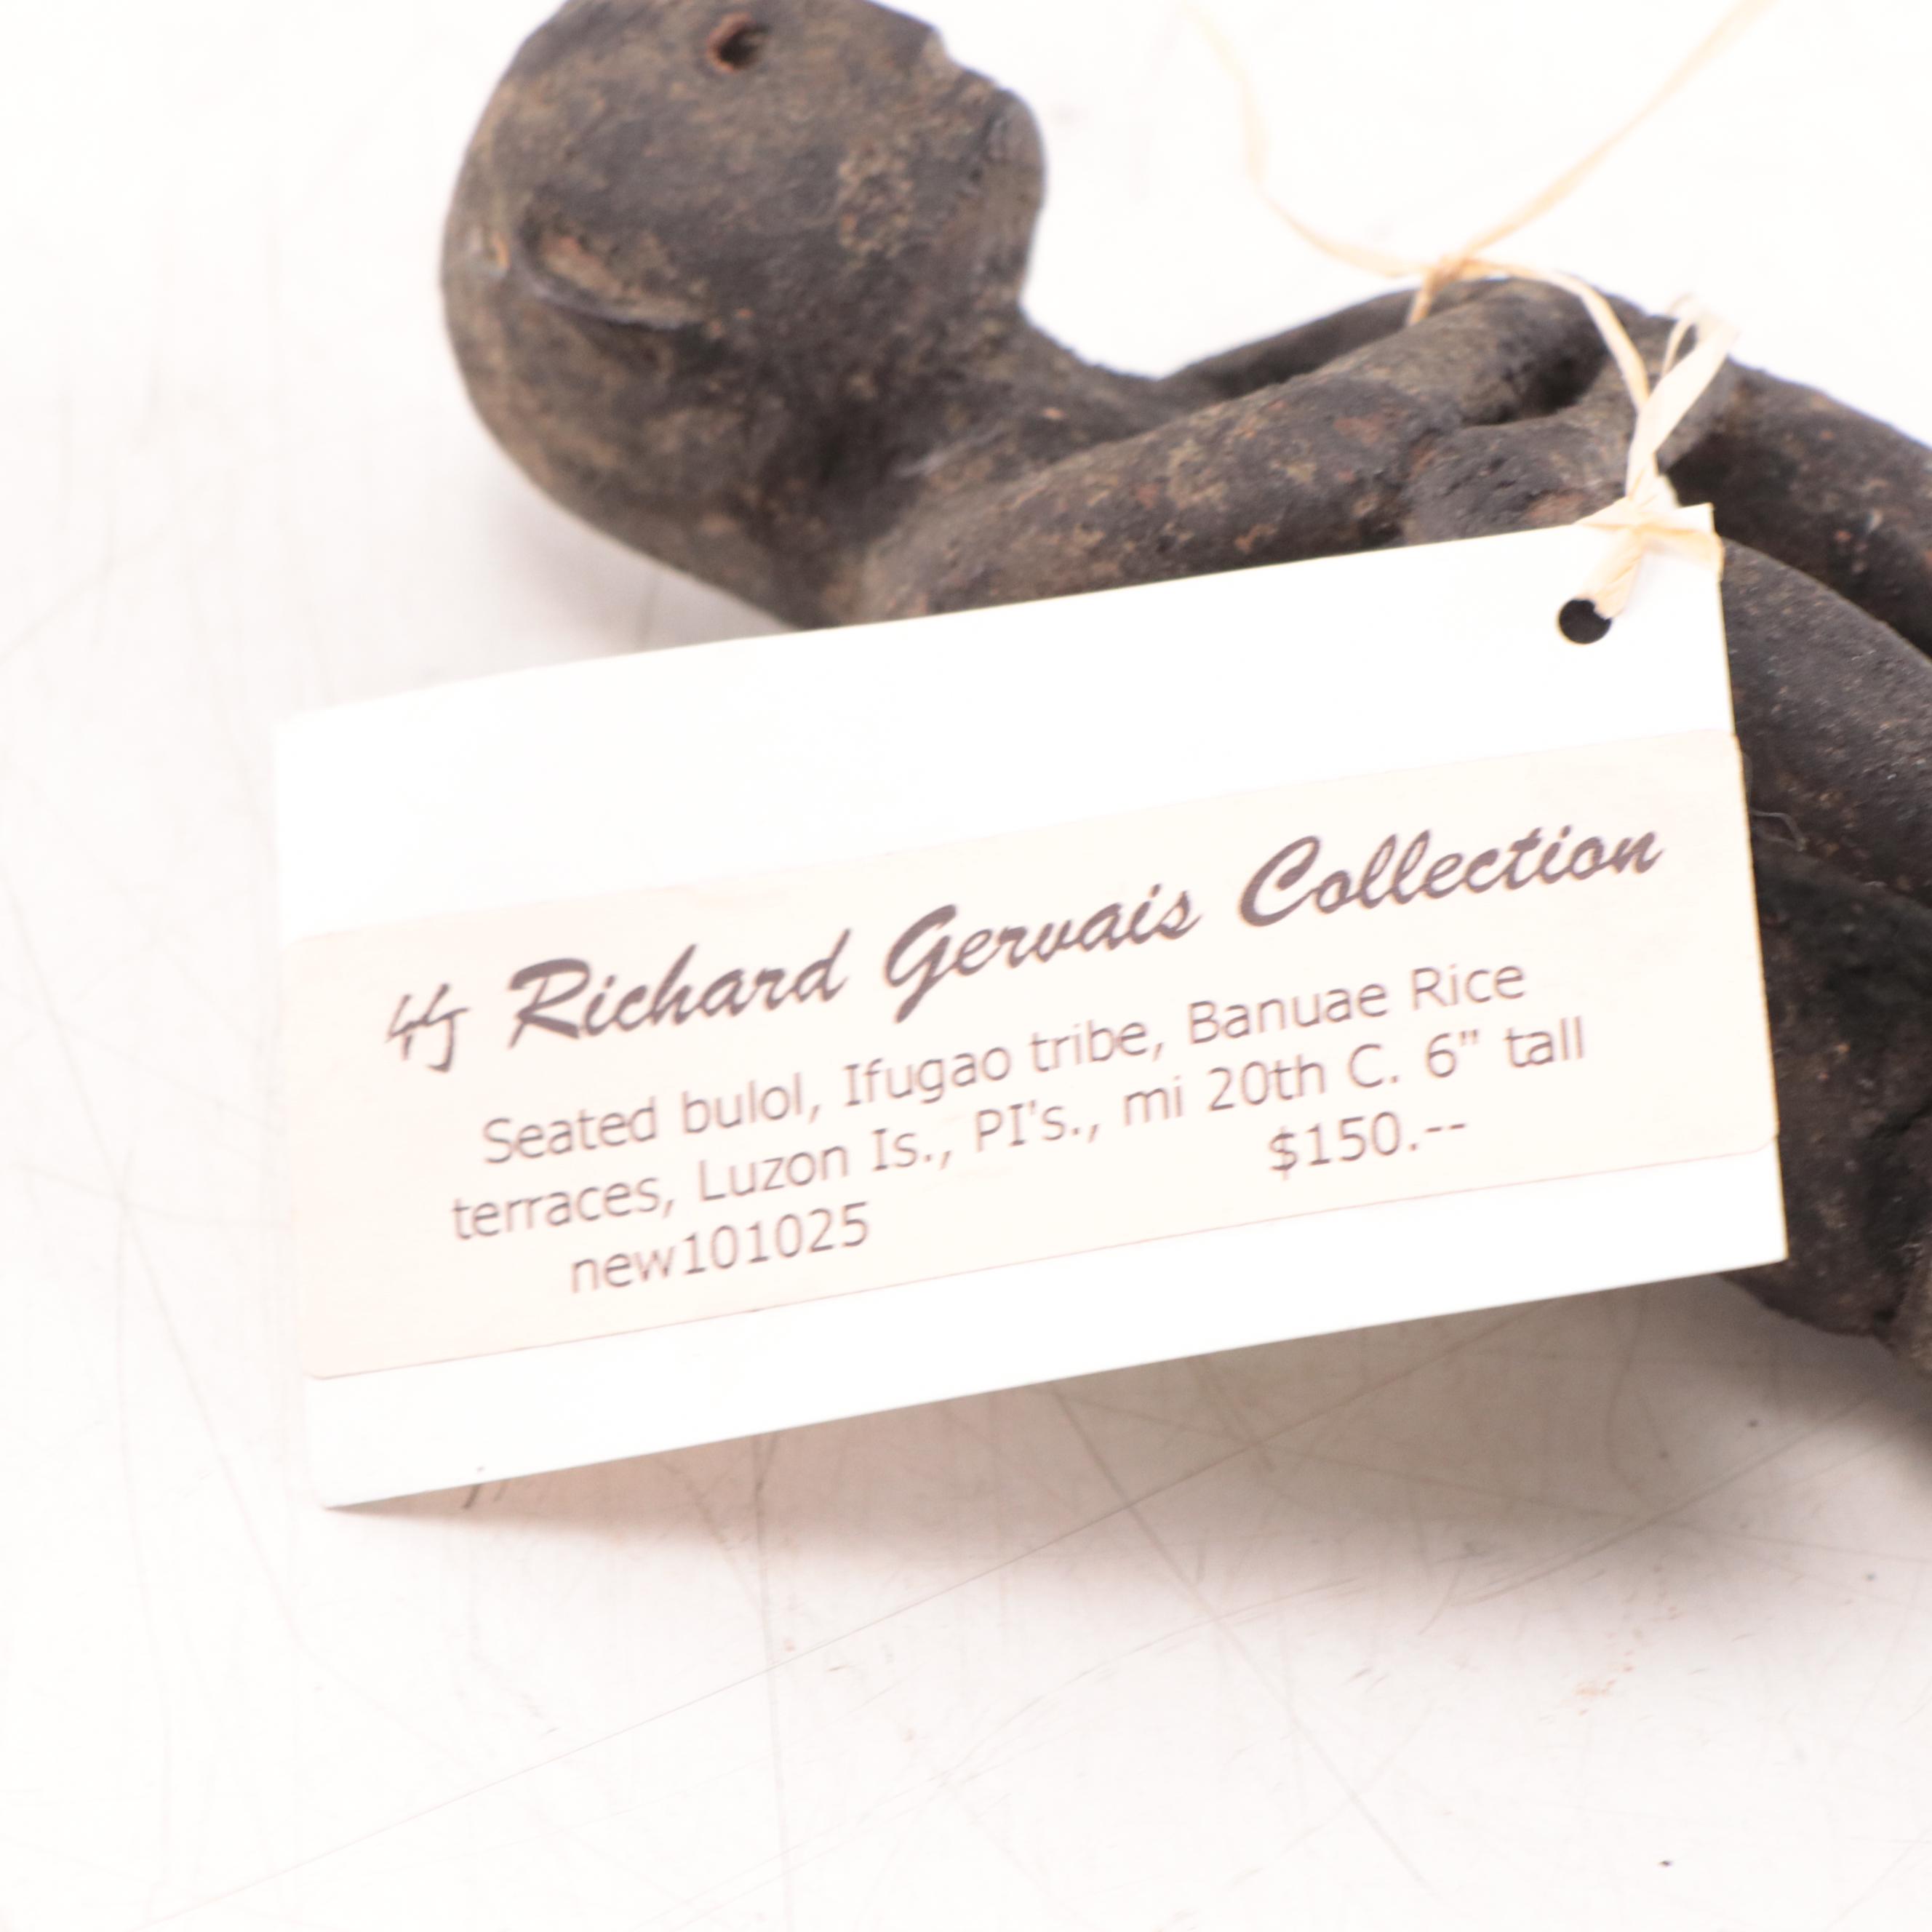 Richard Gervais Collection
Seated bulol, Ifugao tribe, Banuae Rice
terraces, Luzon Is., PI's., mi 20th C. 6" tall
new101025 $150.--